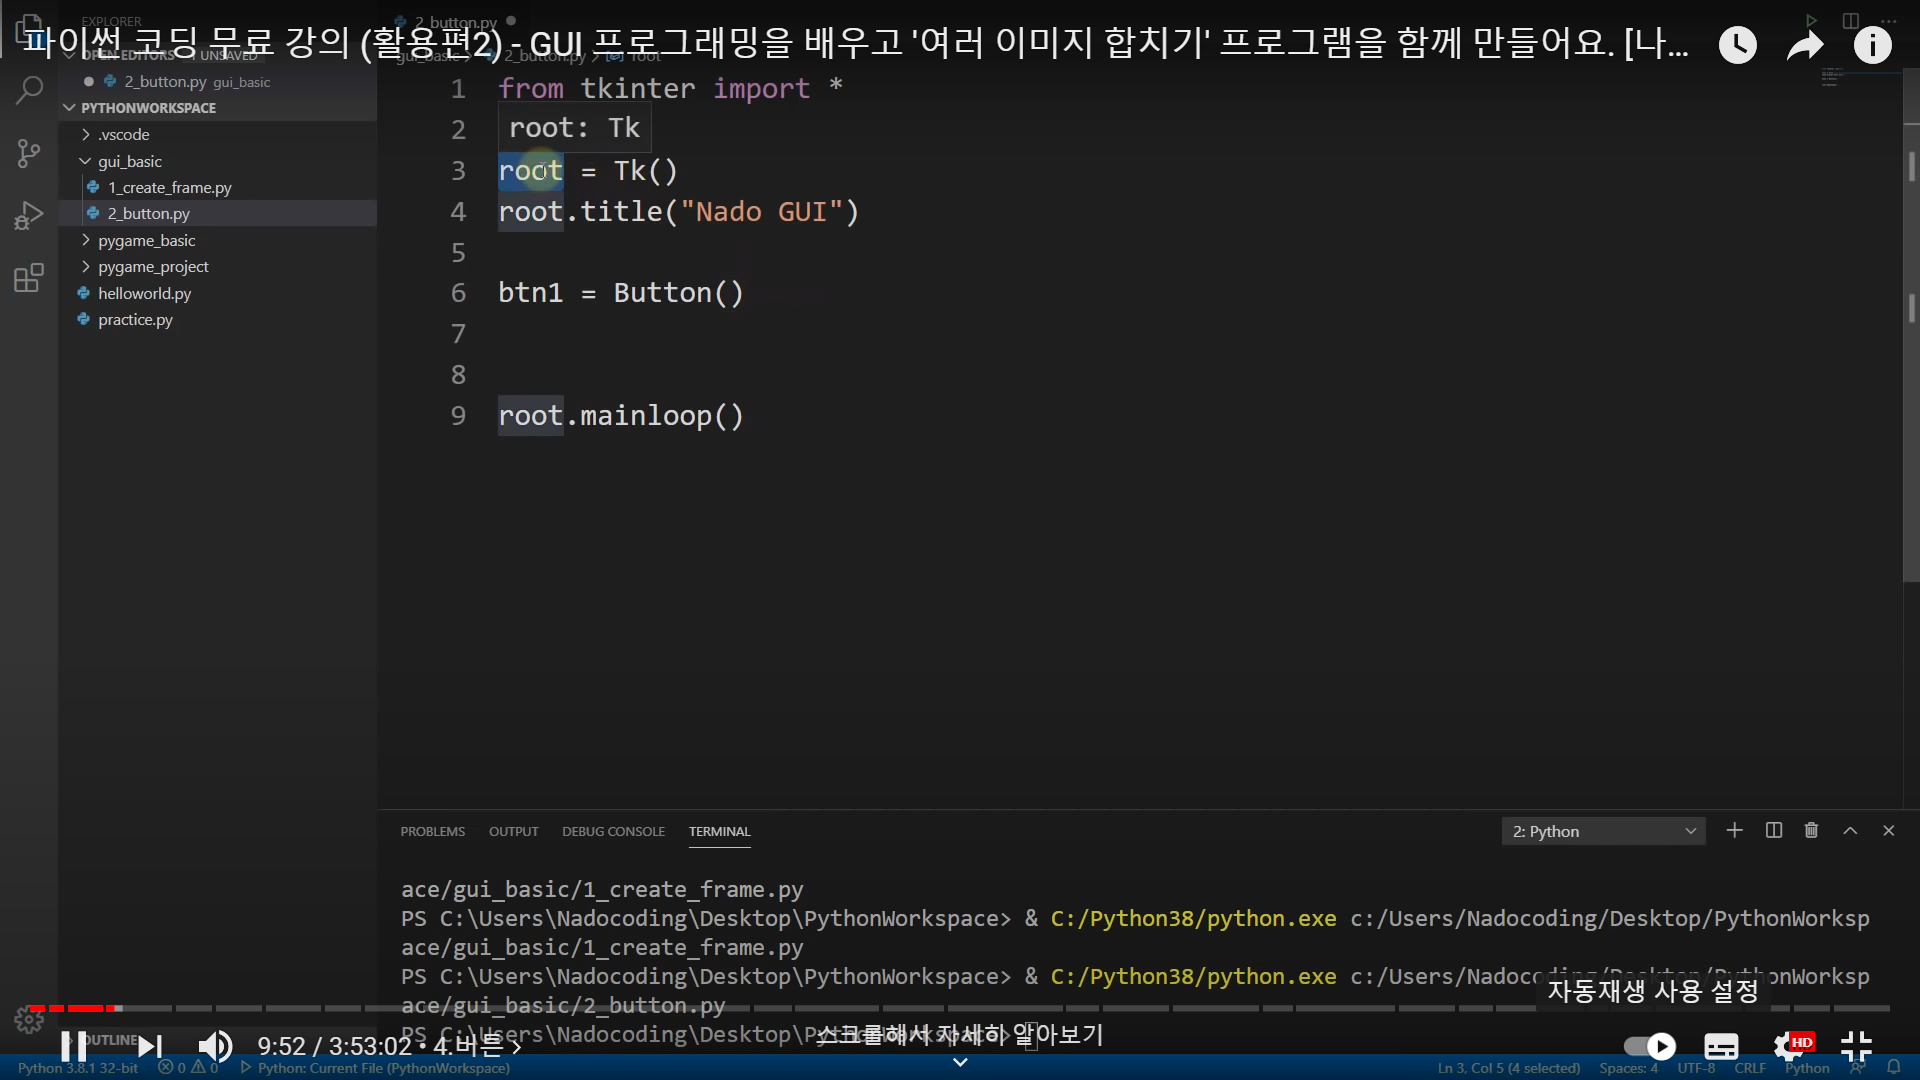 EXPLORER
2_button.py
파이썬 코딩 무료 강의 (활용편2) - GUI 프로그래밍을 배우고 '여러 이미지 합치기' 프로그램을 함께 만들어요. [나...
OPEN EDITORS 1 UNSAVED
gui_basic > 2_button.py > root
2_button.py gui_basic
PYTHONWORKSPACE
.vscode
gui_basic
1_create_frame.py
2_button.py
pygame_basic
pygame_project
helloworld.py
practice.py
1 from tkinter import *
2
root: Tk
3 root = Tk()
4 root.title("Nado GUI")
5
6 btn1 = Button()
7
8
9 root.mainloop()
PROBLEMS OUTPUT DEBUG CONSOLE TERMINAL
2: Python
ace/gui_basic/1_create_frame.py
PS C:\Users\Nadocoding\Desktop\PythonWorkspace> & C:/Python38/python.exe c:/Users/Nadocoding/Desktop/PythonWorksp
ace/gui_basic/1_create_frame.py
PS C:\Users\Nadocoding\Desktop\PythonWorkspace> & C:/Python38/python.exe c:/Users/Nadocoding/Desktop/PythonWorksp
자동재생 사용 설정
ace/gui_basic/2_button.py
PS C:\Users\Nadocoding\Desktop\PythonWorkspace>
스크롤해서 자세히 알아보기
OUTLINE
9:52 / 3:53:02 • 4.버튼 >
HD
Python 3.8.1 32-bit 0 0 Python: Current File (PythonWorkspace)
Ln 3, Col 5 (4 selected) Spaces: 4 UTF-8 CRLF Python